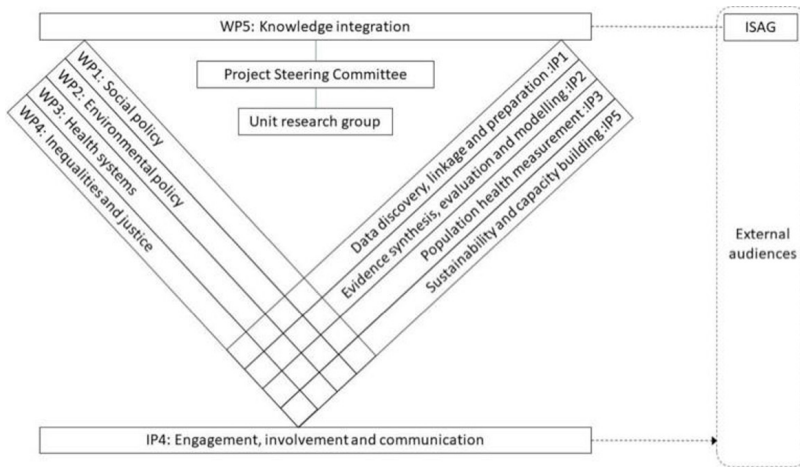 WP5: Knowledge integration
ISAG
Project Steering Committee
Unit research group
WP1: Social policy
WP2: Environmental policy
WP3: Health systems
WP4: Inequalities and justice
Data discovery, linkage and preparation :IP1
Evidence synthesis, evaluation and modelling :IP2
Population health measurement :IP3
Sustainability and capacity building :IP5
External
audiences
IP4: Engagement, involvement and communication